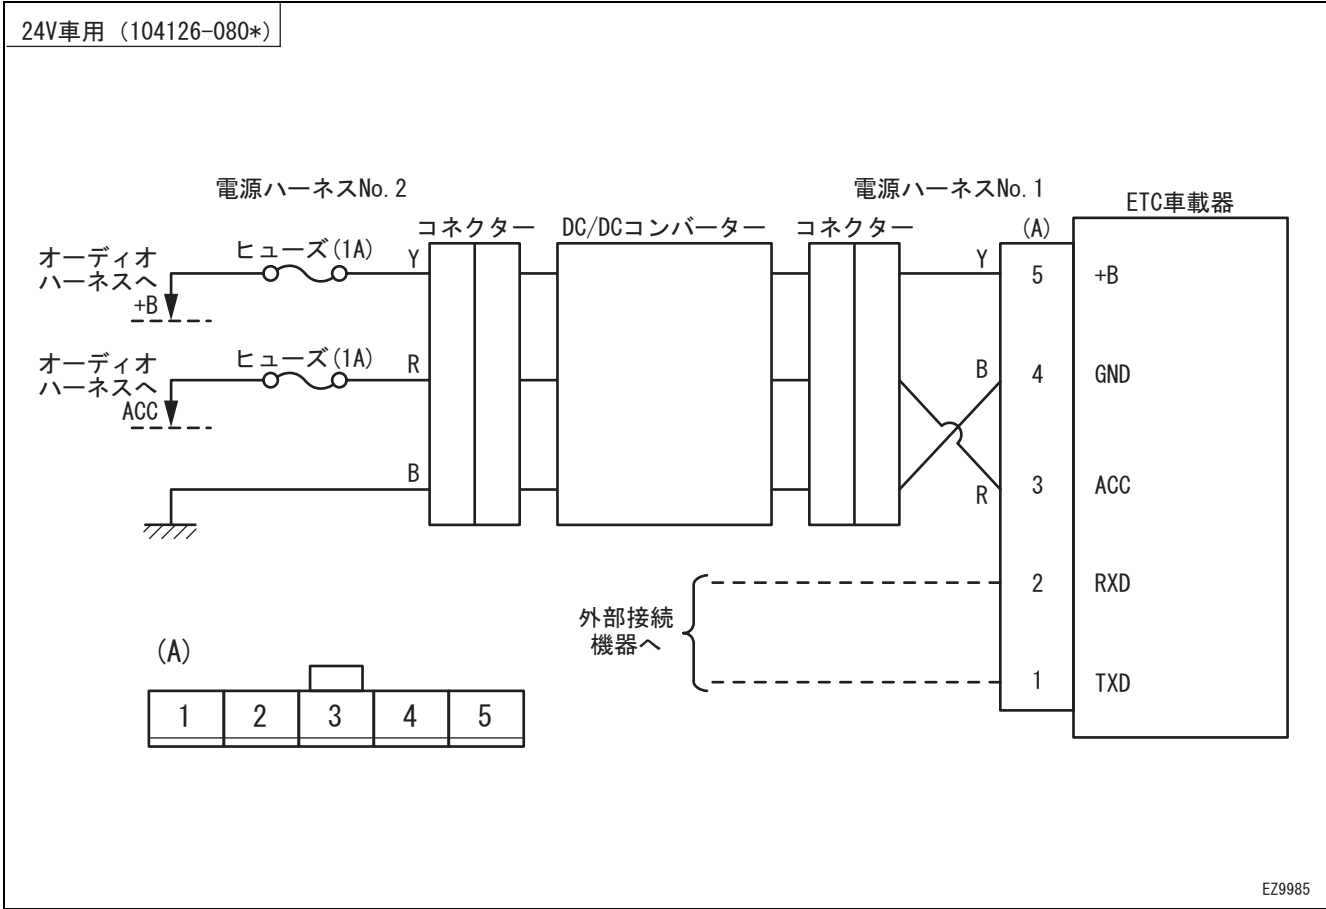 24V車用 (104126-080*)
電源ハーネスNo.2
電源ハーネスNo.1
ETC車載器
コネクター
DC/DCコンバーター
コネクター
(A)
オーディオ
ハーネスへ
+B
ヒューズ(1A)
Y
Y
5
+B
オーディオ
ハーネスへ
ACC
ヒューズ(1A)
R
B
4
GND
B
R
3
ACC
2
RXD
外部接続
機器へ
1
TXD
(A)
1 2 3 4 5
EZ9985